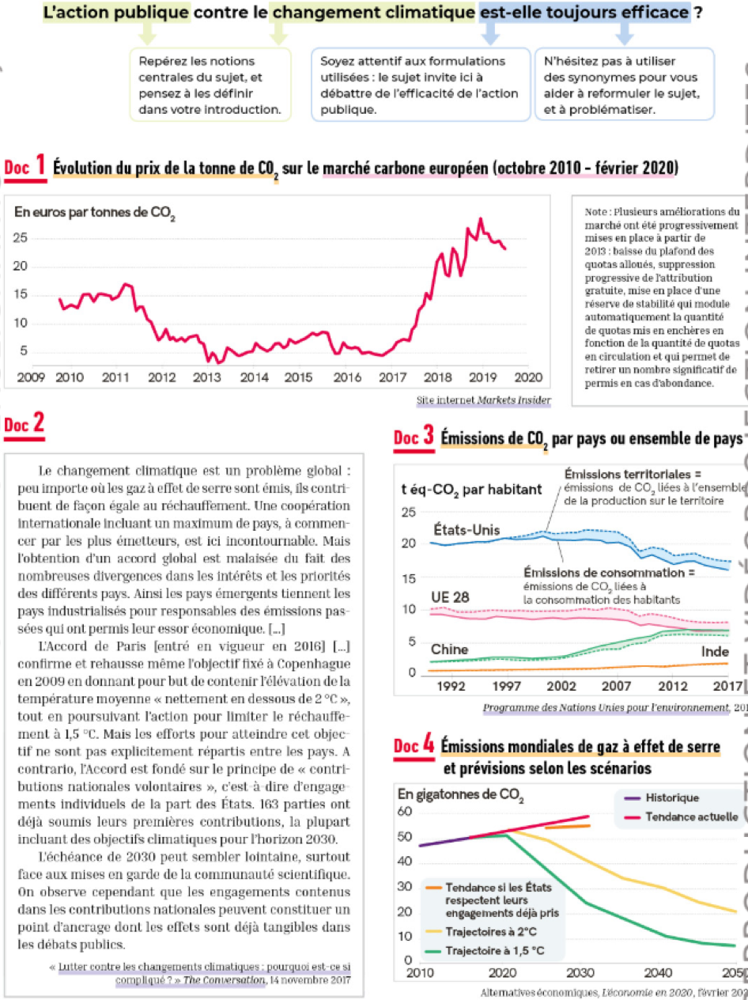 L'action publique contre le changement climatique est-elle toujours efficace ?
Repérez les notions
centrales du sujet, et
pensez à les définir
dans votre introduction.
Soyez attentif aux formulations
utilisées : le sujet invite ici à
débattre de l'efficacité de l'action
publique.
N'hésitez pas à utiliser
des synonymes pour vous
aider à reformuler le sujet,
et à problématiser.
Doc 1 Évolution du prix de la tonne de CO₂ sur le marché carbone européen (octobre 2010 - février 2020)
En euros par tonnes de CO₂
25
20
15
10
5
2009 2010 2011 2012 2013 2014 2015 2016 2017 2018 2019 2020
Site internet Markets Insider
Note : Plusieurs améliorations du
marché ont été progressivement
mises en place à partir de
2013 : baisse du plafond des
quotas alloués, suppression
progressive de l'attribution
gratuite, mise en place d'une
réserve de stabilité qui module
automatiquement la quantité
de quotas mis en enchères en
fonction de la quantité de quotas
en circulation et qui permet de
retirer un nombre significatif de
permis en cas d'abondance.
Doc 2
Le changement climatique est un problème global :
peu importe où les gaz à effet de serre sont émis, ils contri-
buent de façon égale au réchauffement. Une coopération
internationale incluant un maximum de pays, à commen-
cer par les plus émetteurs, est ici incontournable. Mais
l'obtention d'un accord global est malaisée du fait des
nombreuses divergences dans les intérêts et les priorités
des différents pays. Ainsi les pays émergents tiennent les
pays industrialisés pour responsables des émissions pas-
sées qui ont permis leur essor économique. [...]
L'Accord de Paris [entré en vigueur en 2016] [...]
confirme et rehausse même l'objectif fixé à Copenhague
en 2009 en donnant pour but de contenir l'élévation de la
température moyenne « nettement en dessous de 2 °C »,
tout en poursuivant l'action pour limiter le réchauffe-
ment à 1,5 °C. Mais les efforts pour atteindre cet objec-
tif ne sont pas explicitement répartis entre les pays. A
contrario, l'Accord est fondé sur le principe de « contri-
butions nationales volontaires », c'est-à-dire d'engage-
ments individuels de la part des États. 163 parties ont
déjà soumis leurs premières contributions, la plupart
incluant des objectifs climatiques pour l'horizon 2030.
L'échéance de 2030 peut sembler lointaine, surtout
face aux mises en garde de la communauté scientifique.
On observe cependant que les engagements contenus
dans les contributions nationales peuvent constituer un
point d'ancrage dont les effets sont déjà tangibles dans
les débats publics.
« Lutter contre les changements climatiques : pourquoi est-ce si
compliqué ? » The Conversation, 14 novembre 2017
Doc 3 Émissions de CO₂ par pays ou ensemble de pays
t éq-CO₂ par habitant
Émissions territoriales =
émissions de CO₂ liées à l'ensemble
de la production sur le territoire
25
États-Unis
20
Émissions de consommation =
émissions de CO₂ liées à
la consommation des habitants
15
UE 28
10
5
Chine
Inde
0
1992 1997 2002 2007 2012 2017
Programme des Nations Unies pour l'environnement,
Doc 4 Émissions mondiales de gaz à effet de serre
et prévisions selon les scénarios
En gigatonnes de CO₂
Historique
Tendance actuelle
60
50
40
30
20
10
0
Tendance si les États
respectent leurs
engagements déjà pris
Trajectoires à 2°C
Trajectoire à 1,5 °C
2010 2020 2030 2040
Alternatives économiques, L'économie en 2020, février